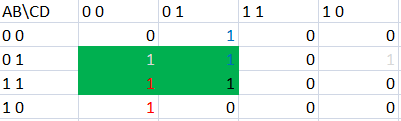 AB\CD 0 0 0 1 1 1 1 0
0 0 0 1 0 0
0 1 1 1 0 1
1 1 1 1 0 0
1 0 1 0 0 0